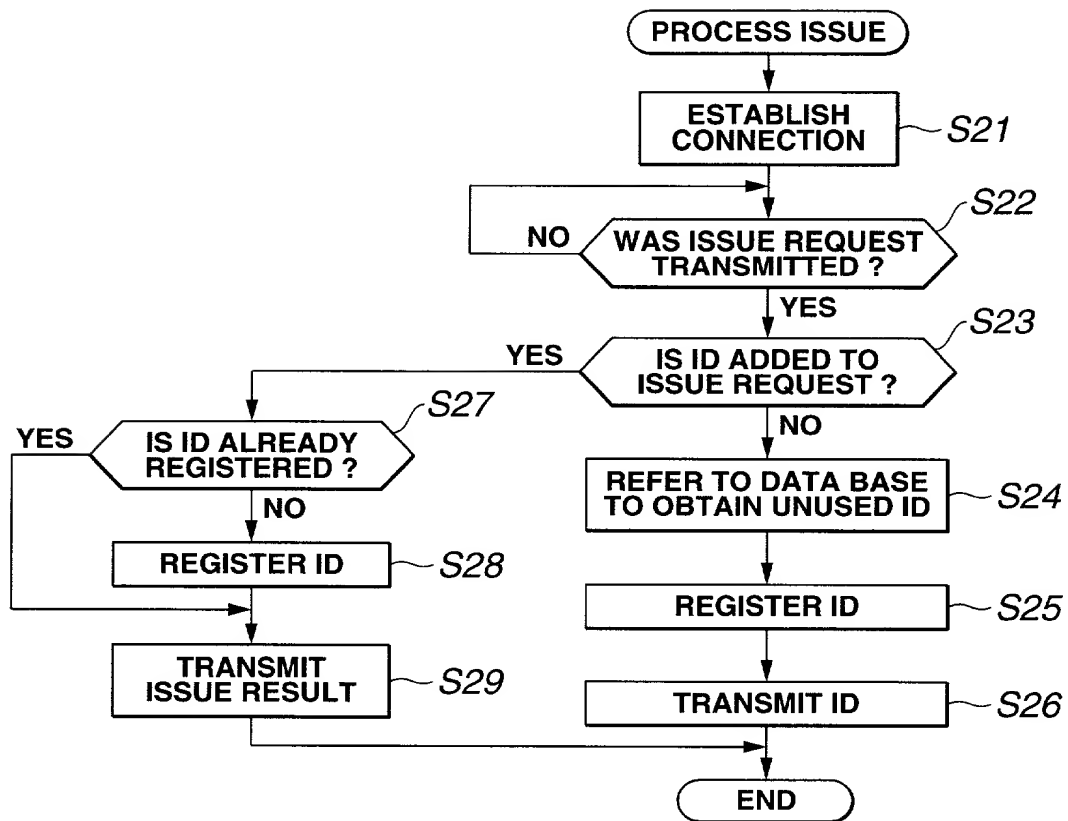 PROCESS ISSUE
ESTABLISH
CONNECTION
S21
S22
NO
WAS ISSUE REQUEST
TRANSMITTED ?
YES
S23
YES
IS ID ADDED TO
ISSUE REQUEST ?
S27
NO
YES
IS ID ALREADY
REGISTERED ?
REFER TO DATA BASE
TO OBTAIN UNUSED ID
S24
NO
REGISTER ID
S28
REGISTER ID
S25
TRANSMIT
ISSUE RESULT
S29
TRANSMIT ID
S26
END